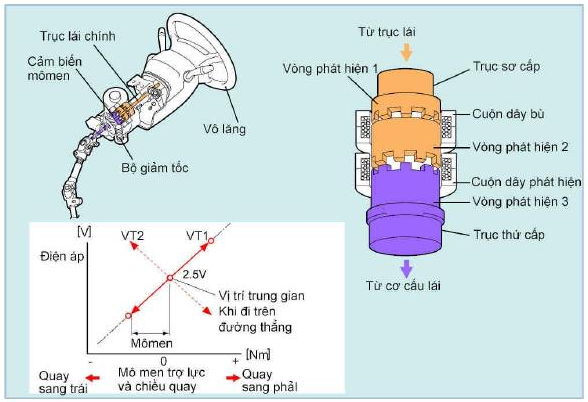 Trục lái chính
Cảm biến
mômen
Vô lăng
Bộ giảm tốc
Từ trục lái
Vòng phát hiện 1
Trục sơ cấp
Cuộn dây bù
Vòng phát hiện 2
Cuộn dây phát hiện
Vòng phát hiện 3
Trục thứ cấp
Từ cơ cấu lái
[V]
VT2
VT1
Điện áp
2.5V
Vị trí trung gian
Khi đi trên
đường thẳng
Mômen
- 0 + [Nm]
Quay
sang trái
Mô men trợ lực
và chiều quay
Quay
sang phải